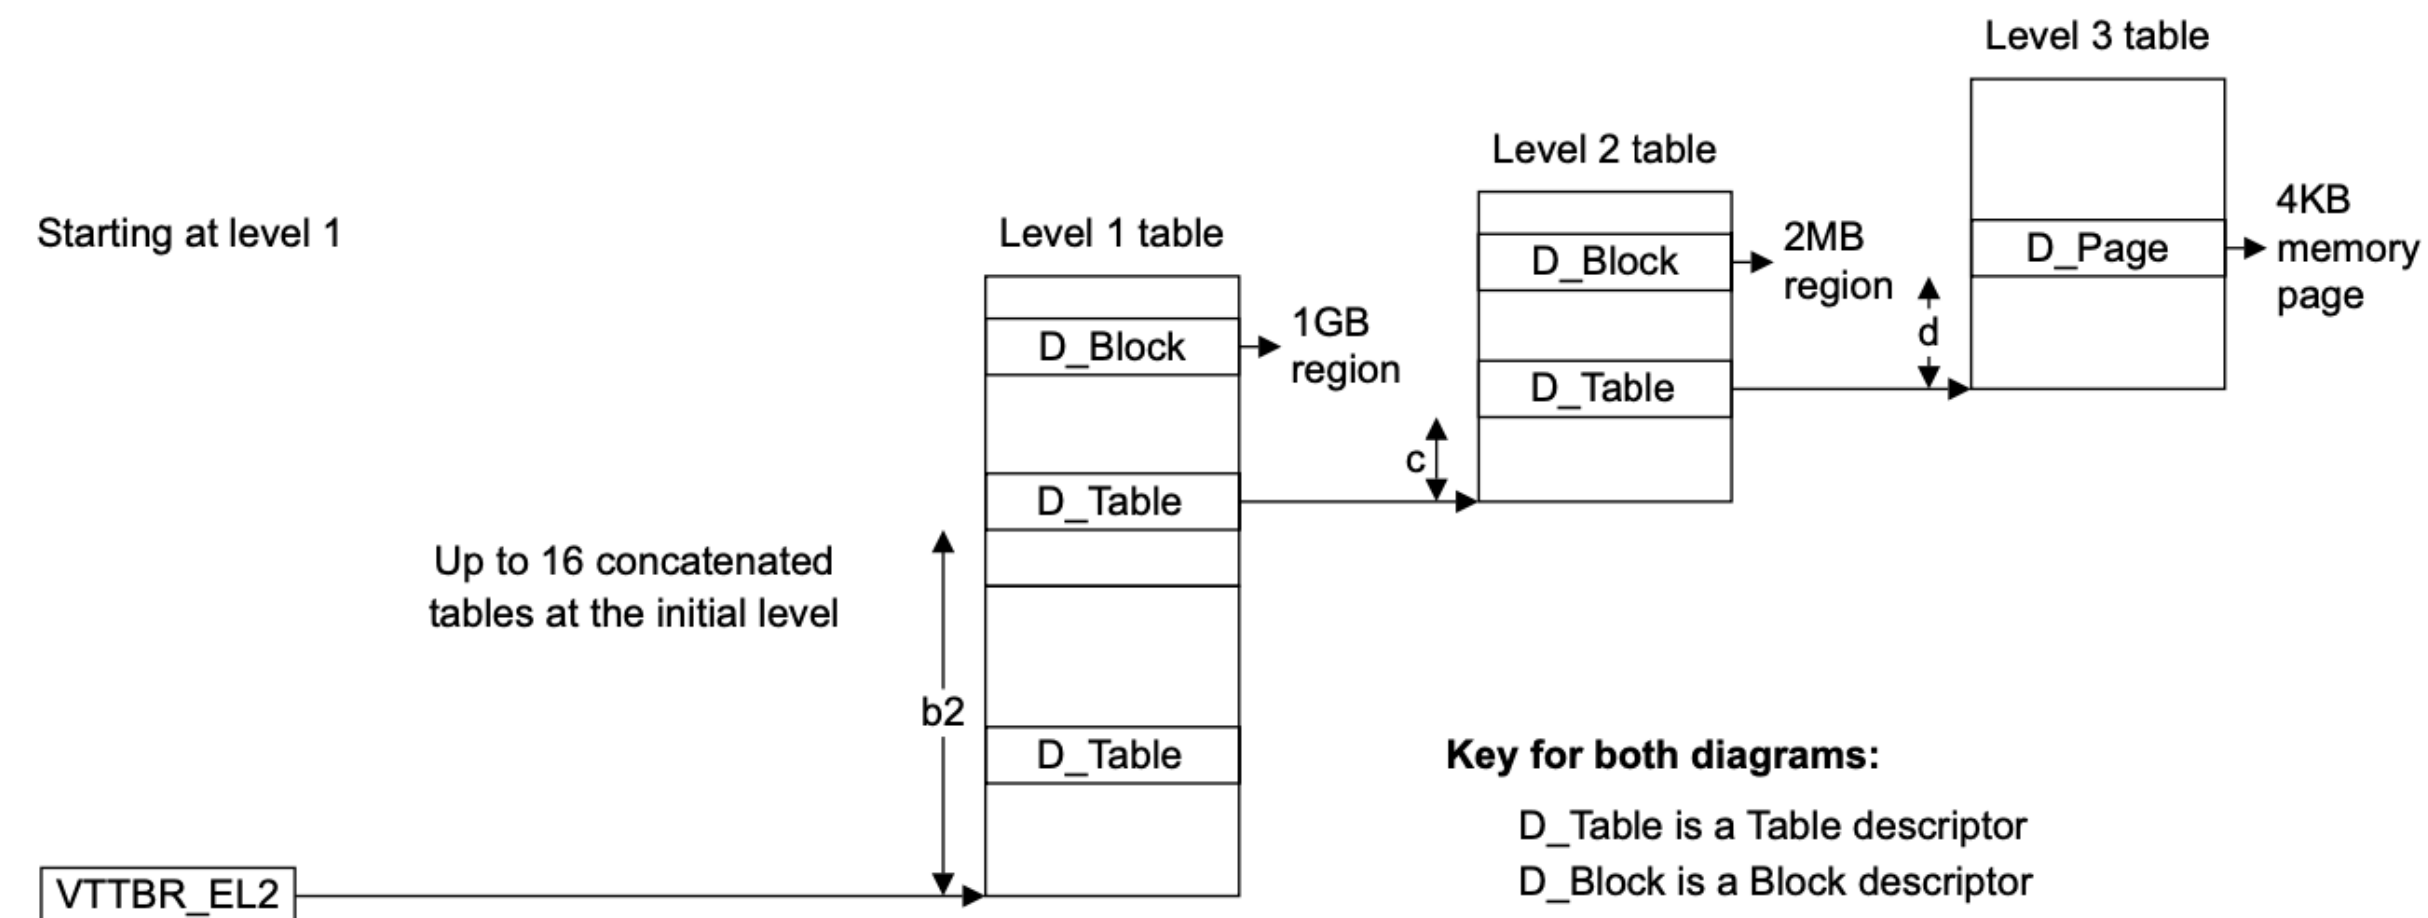 Level 3 table
Level 2 table
4KB
memory
page
D_Page
Starting at level 1
Level 1 table
D_Block
2MB
region
D_Block
1GB
region
d
D_Table
c
D_Table
Up to 16 concatenated
tables at the initial level
b2
D_Table
Key for both diagrams:
D_Table is a Table descriptor
D_Block is a Block descriptor
VTTBR_EL2